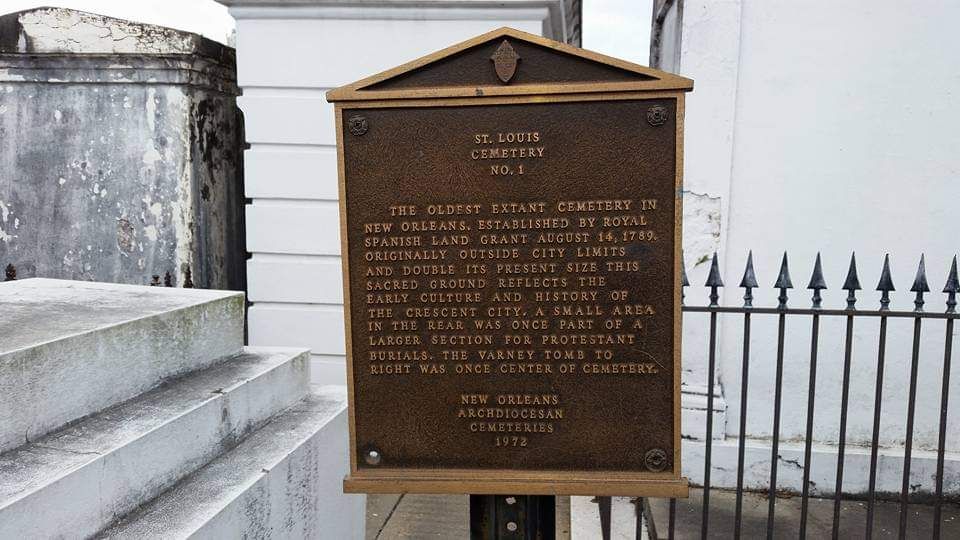 ST. LOUIS
CEMETERY
NO. 1
THE OLDEST EXTANT CEMETERY IN
NEW ORLEANS. ESTABLISHED BY ROYAL
SPANISH LAND GRANT AUGUST 14, 1789.
ORIGINALLY OUTSIDE CITY LIMITS
AND DOUBLE ITS PRESENT SIZE THIS
SACRED GROUND REFLECTS THE
EARLY CULTURE AND HISTORY OF
THE CRESCENT CITY. A SMALL AREA
IN THE REAR WAS ONCE PART OF A
LARGER SECTION FOR PROTESTANT
BURIALS. THE VARNEY TOMB TO
RIGHT WAS ONCE CENTER OF CEMETERY.
NEW ORLEANS
ARCHDIOCESAN
CEMETERIES
1972